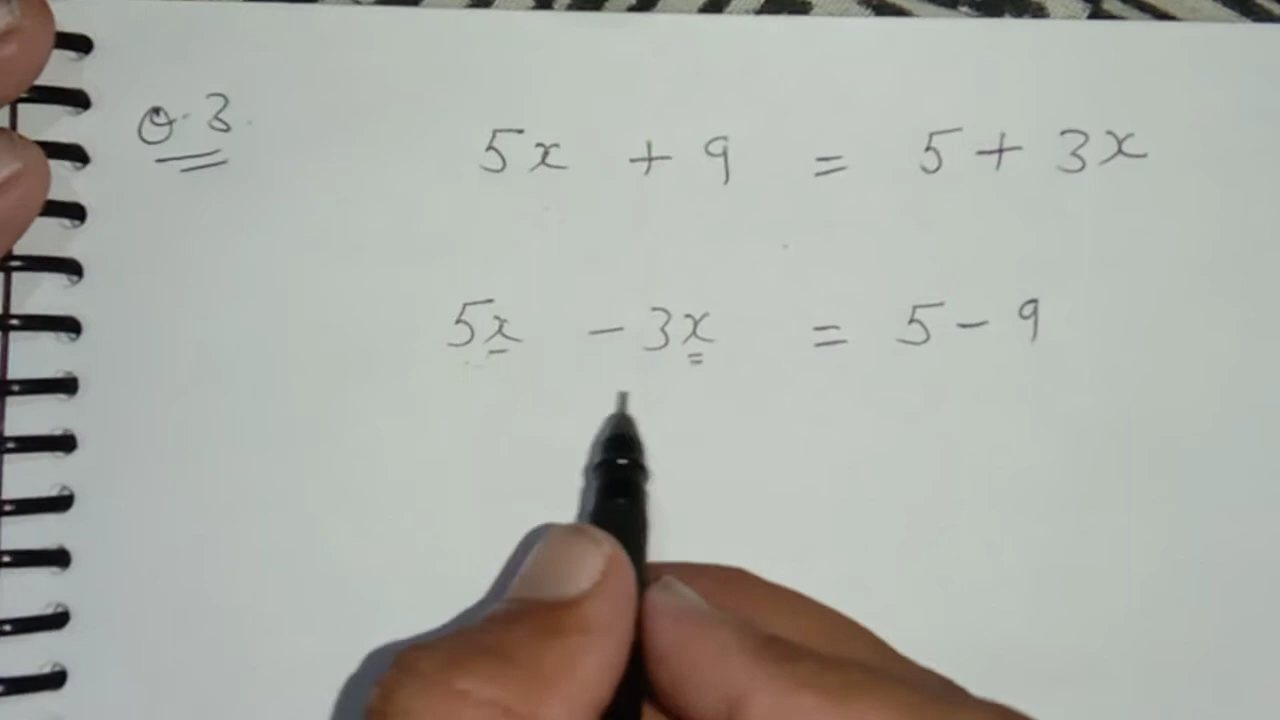 Q.3. 5x + 9 = 5 + 3x
5x - 3x = 5 - 9